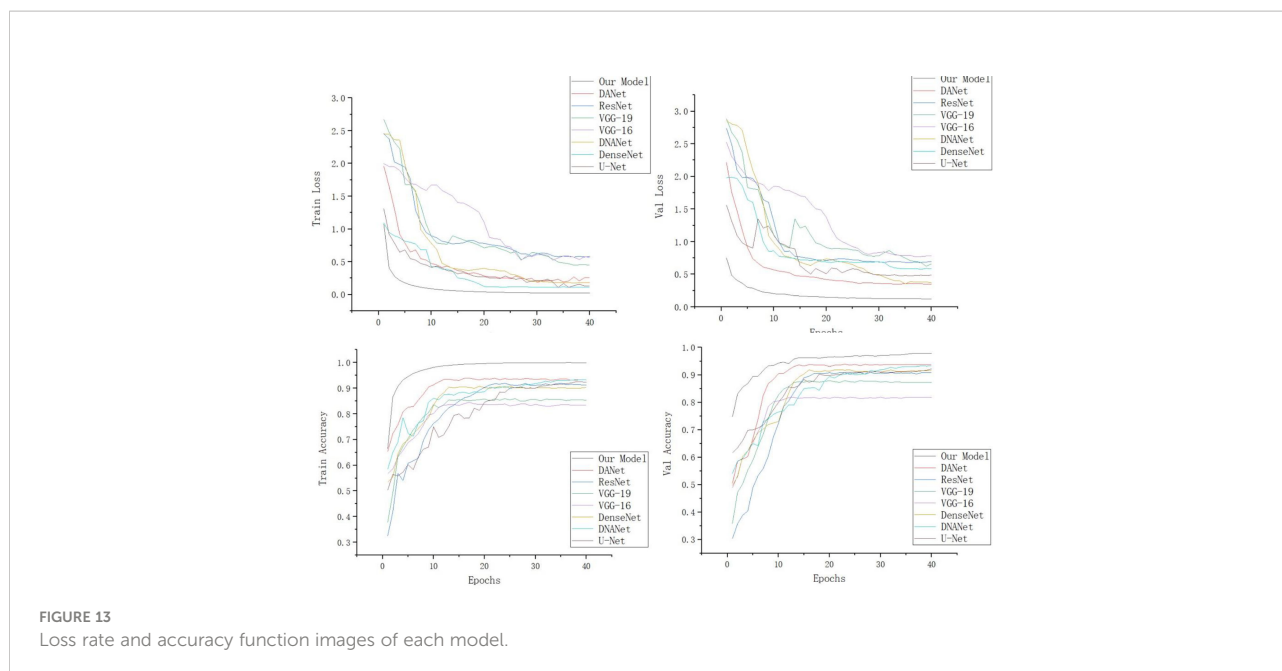 Our Model
DANet
ResNet
VGG-19
VGG-16
DNANet
DenseNet
U-Net
3.0
2.5
2.0
1.5
1.0
0.5
0.0
Train Loss
0
10
20
30
40
Our Model
DANet
ResNet
VGG-19
VGG-16
DNANet
DenseNet
U-Net
3.0
2.5
2.0
1.5
1.0
0.5
0.0
Val Loss
0
10
20
30
40
Epochs
1.0
0.9
0.8
0.7
0.6
0.5
0.4
0.3
Train Accuracy
Our Model
DANet
ResNet
VGG-19
VGG-16
DenseNet
DNANet
U-Net
0
10
20
30
40
Epochs
1.0
0.9
0.8
0.7
0.6
0.5
0.4
0.3
Val Accuracy
Our Model
DANet
ResNet
VGG-19
VGG-16
DenseNet
DNANet
U-Net
0
10
20
30
40
Epochs
FIGURE 13
Loss rate and accuracy function images of each model.